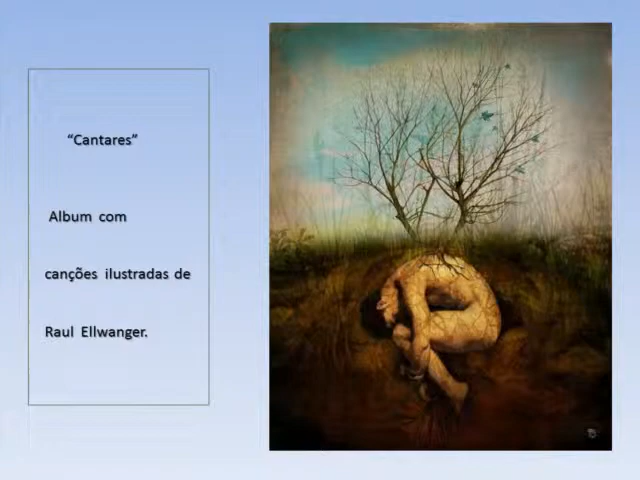 “Cantares”
Album com
canções ilustradas de
Raul Ellwanger.